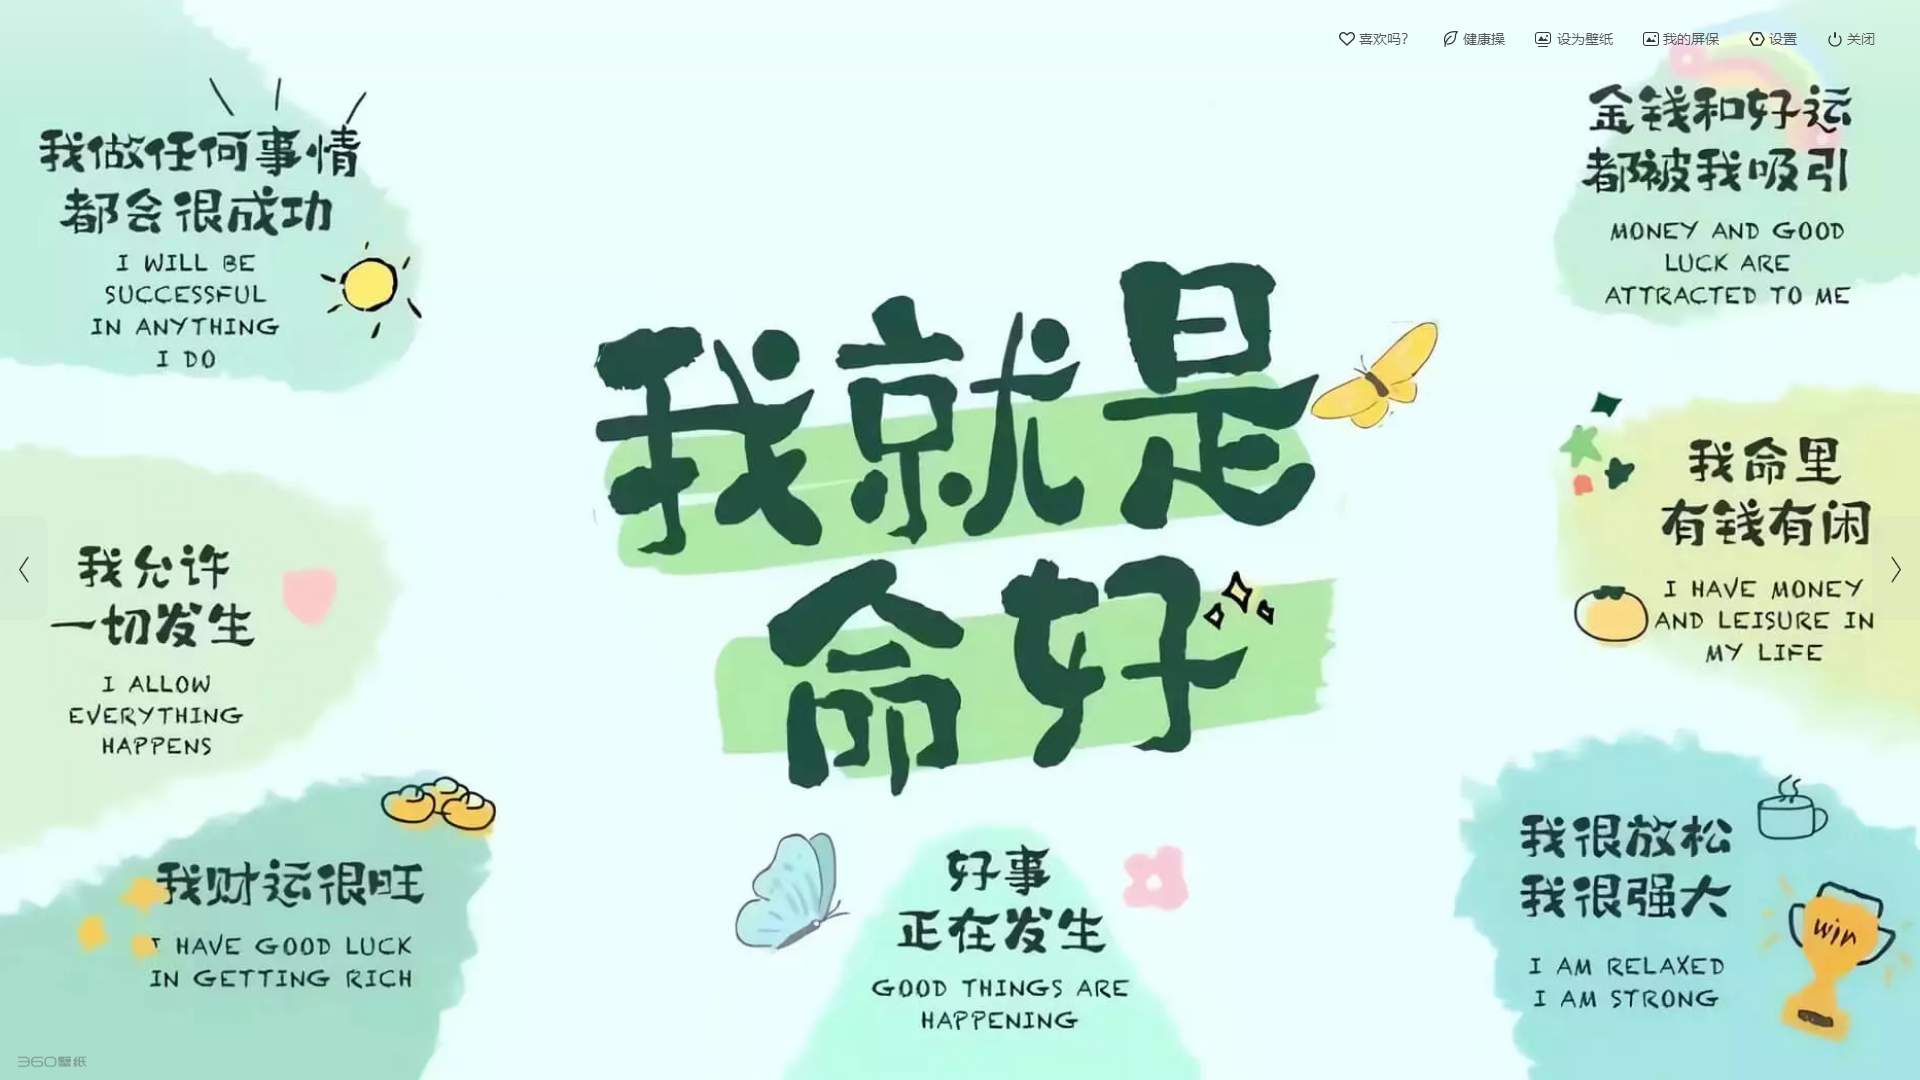 喜欢吗?
健康操
设为壁纸
我的屏保
设置
关闭
我做任何事情
都会很成功
I WILL BE
SUCCESSFUL
IN ANYTHING
I DO
金钱和好运
都被我吸引
MONEY AND GOOD
LUCK ARE
ATTRACTED TO ME
我就是
命好
我允许
一切发生
I ALLOW
EVERYTHING
HAPPENS
我命里
有钱有闲
I HAVE MONEY
AND LEISURE IN
MY LIFE
我财运很旺
I HAVE GOOD LUCK
IN GETTING RICH
好事
正在发生
GOOD THINGS ARE
HAPPENING
我很放松
我很强大
I AM RELAXED
I AM STRONG
win
360壁纸